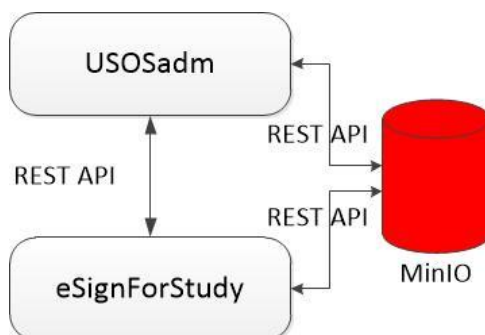 USOSadm
REST API
REST API
REST API
MinIO
eSignForStudy